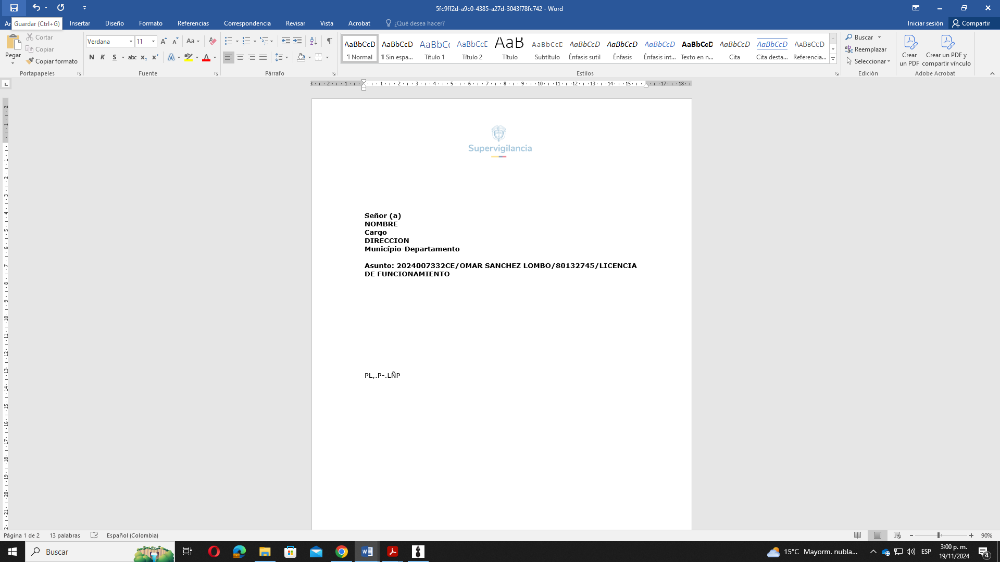 5fc9ff2d-a9c0-4385-a27d-3043f78fc742 - Word
Guardar (Ctrl+G)
Insertar Diseño Formato Referencias Correspondencia Revisar Vista Acrobat ¿Qué desea hacer? Iniciar sesión Compartir
Pegar
Cortar
Copiar
Copiar formato
Portapapeles
Verdana 11
Fuente
Párrafo
AaBbCcD AaBbCcD AaBbCc AaBbCcD AaB AaBbCcD AaBbCcD AaBbCcD AaBbCcD AaBbCcD AaBbCcD AaBbCcD AaBbCcD
¶ Normal ¶ Sin espa... Título 1 Título 2 Título Subtítulo Énfasis sutil Énfasis Énfasis int... Texto en n... Cita Cita desta... Referencia...
Estilos
Buscar
Reemplazar
Seleccionar
Edición
Crear un PDF
Crear un PDF y compartir vínculo
Adobe Acrobat
Supervigilancia
Señor (a)
NOMBRE
Cargo
DIRECCION
Município-Departamento
Asunto: 2024007332CE/OMAR SANCHEZ LOMBO/80132745/LICENCIA
DE FUNCIONAMIENTO
PL,.P-.LÑP
Página 1 de 2 13 palabras Español (Colombia) 90%
Buscar
15°C Mayorm. nubla... ESP
3:00 p. m.
19/11/2024
4